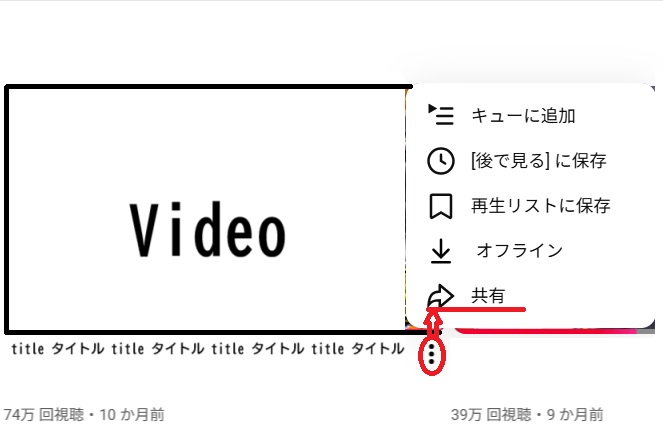 キューに追加
[後で見る] に保存
Video
再生リストに保存
オフライン
共有
title タイトル title タイトル title タイトル title タイトル
74万 回視聴・10 か月前
39万 回視聴・9 か月前